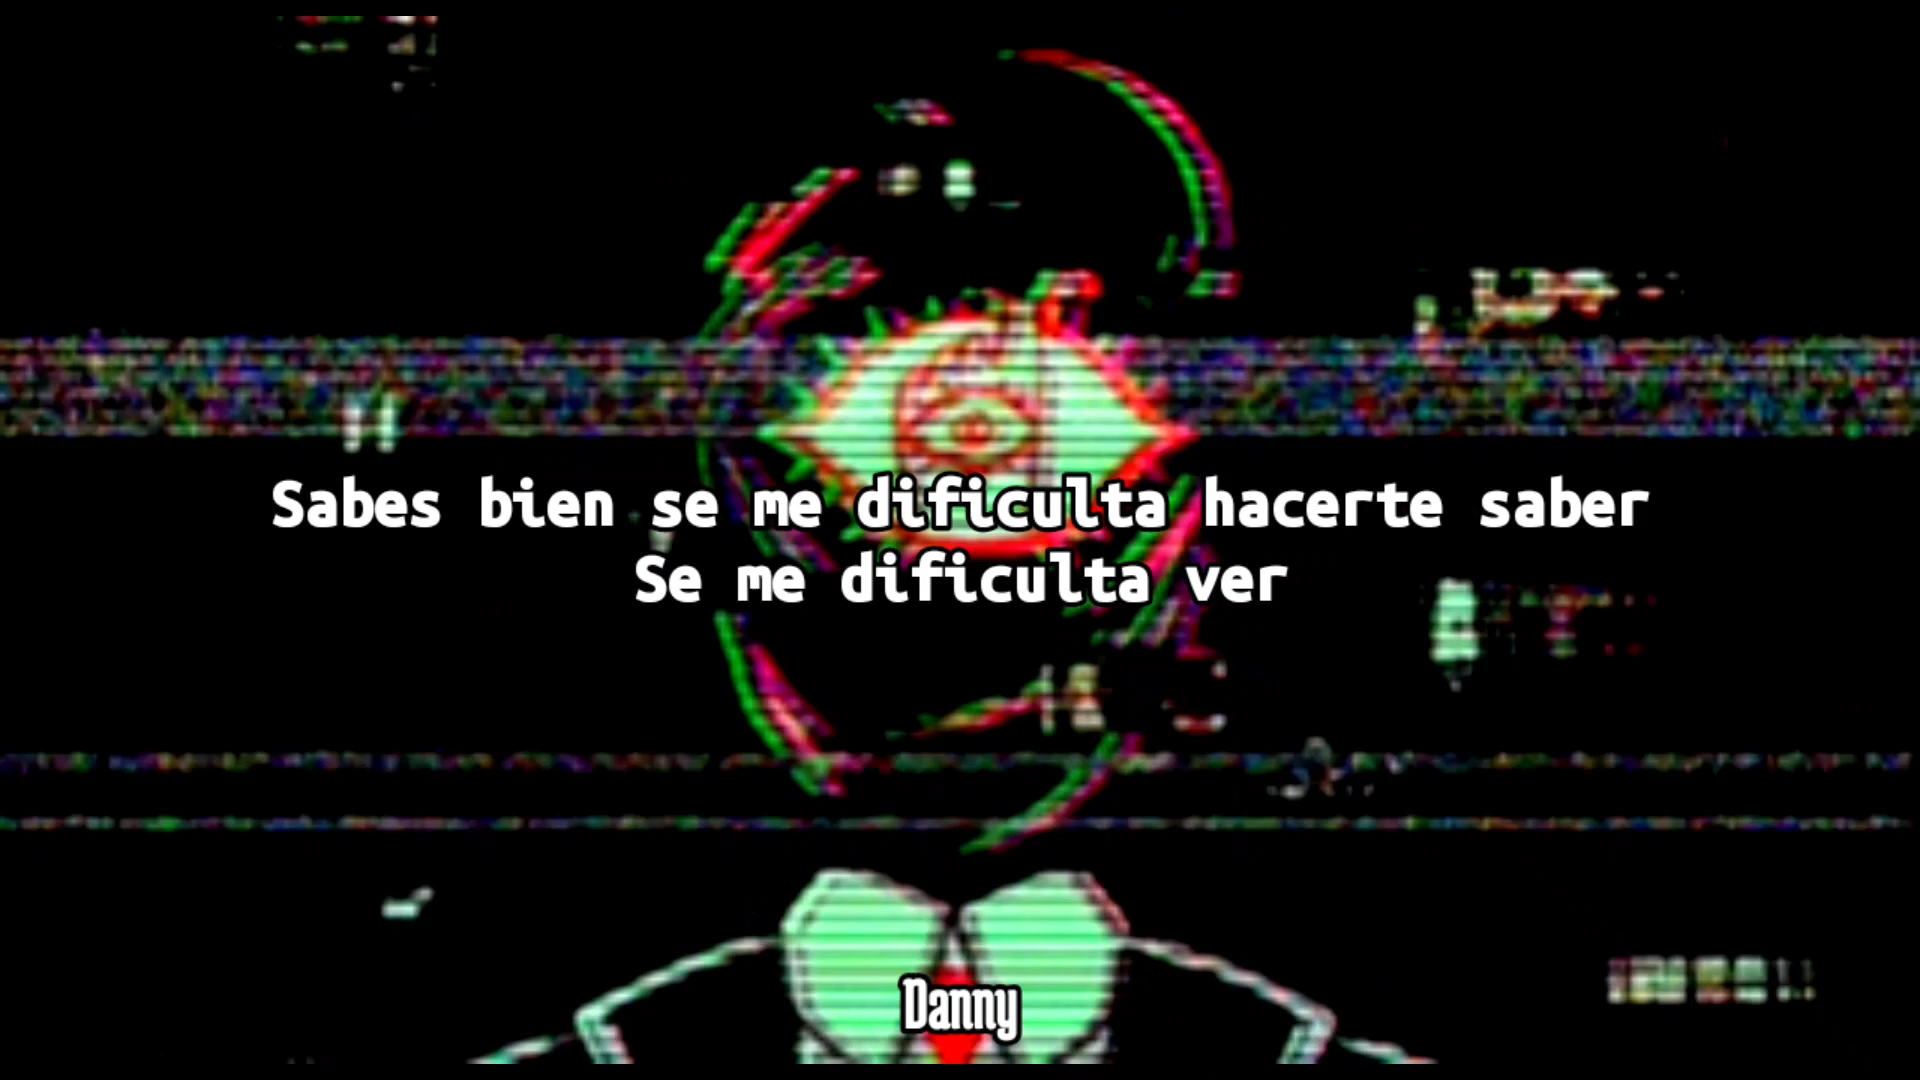 Sabes bien se me dificulta hacerte saber
Se me dificulta ver
Danny